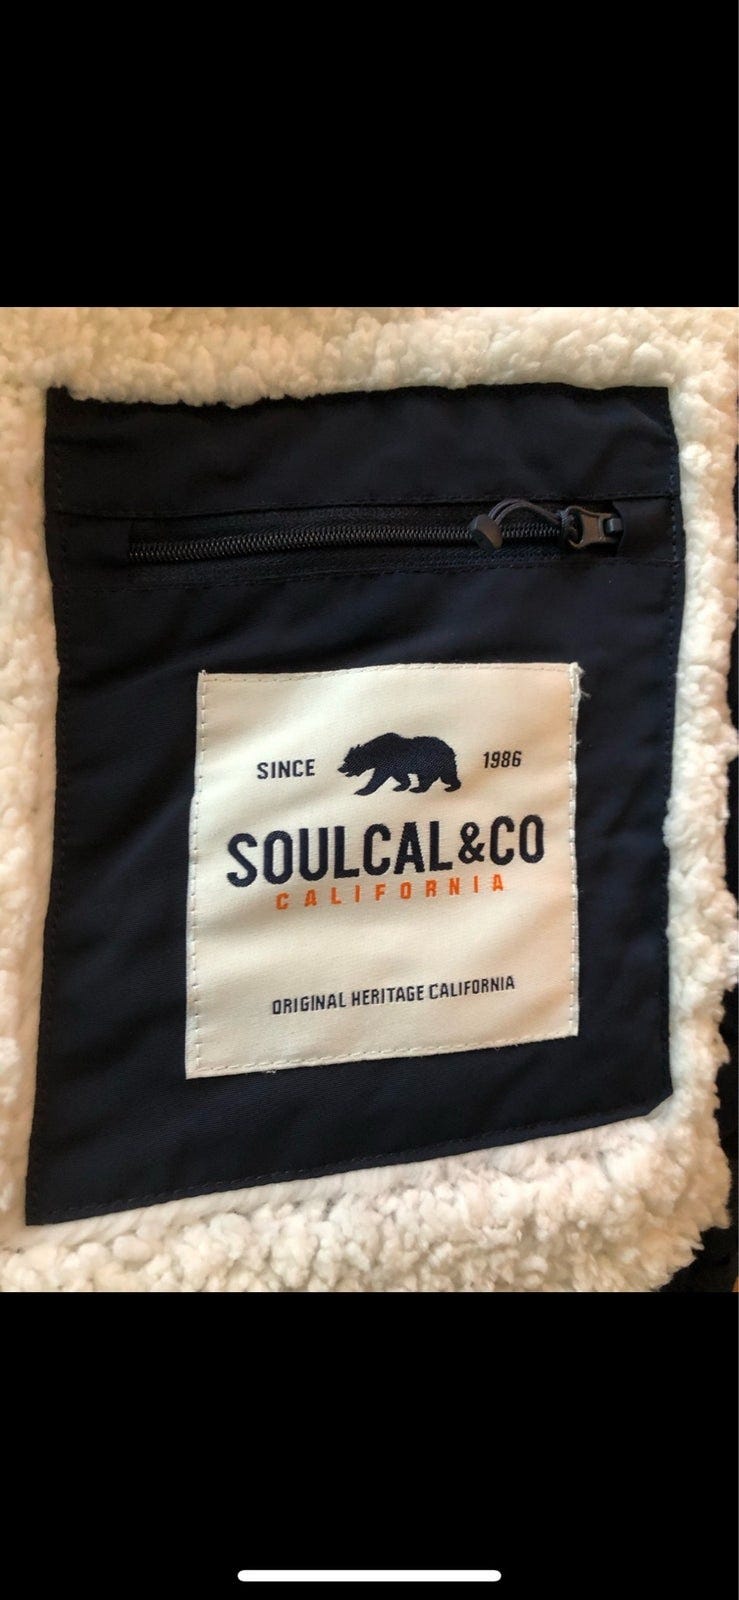 SINCE 1986
SOULCAL&CO
CALIFORNIA
ORIGINAL HERITAGE CALIFORNIA